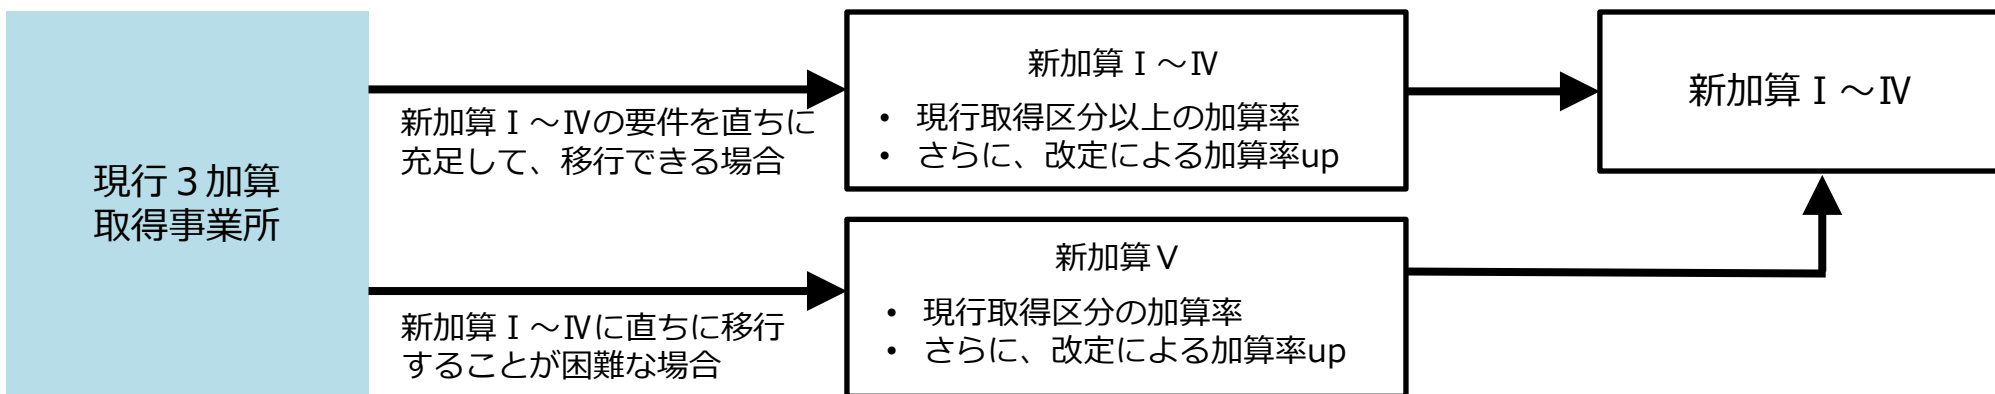 現行３加算
取得事業所
新加算Ⅰ～Ⅳの要件を直ちに
充足して、移行できる場合
新加算Ⅰ～Ⅳに直ちに移行
することが困難な場合
新加算Ⅰ～Ⅳ
• 現行取得区分以上の加算率
• さらに、改定による加算率up
新加算Ⅴ
• 現行取得区分の加算率
• さらに、改定による加算率up
新加算Ⅰ～Ⅳ